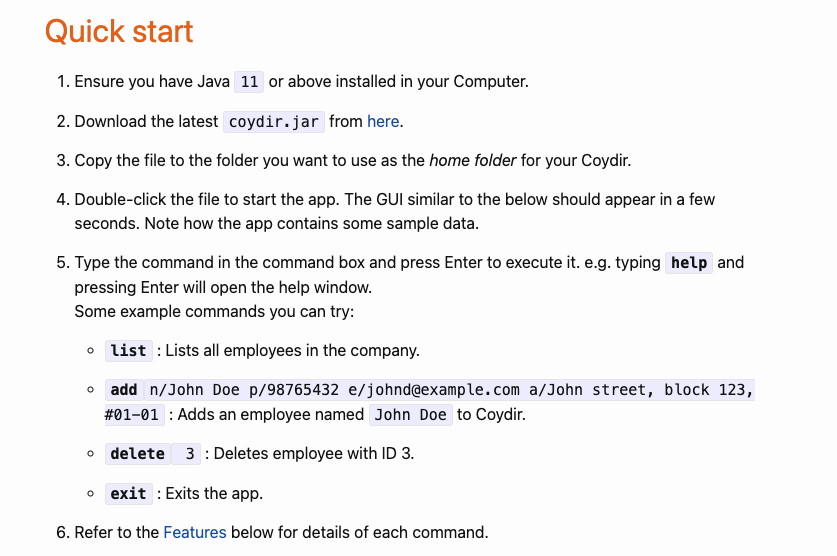 Quick start
1. Ensure you have Java 11 or above installed in your Computer.
2. Download the latest coydir.jar from here.
3. Copy the file to the folder you want to use as the home folder for your Coydir.
4. Double-click the file to start the app. The GUI similar to the below should appear in a few
seconds. Note how the app contains some sample data.
5. Type the command in the command box and press Enter to execute it. e.g. typing help and
pressing Enter will open the help window.
Some example commands you can try:
◦ list : Lists all employees in the company.
◦ add n/John Doe p/98765432 e/johnd@example.com a/John street, block 123,
#01-01 : Adds an employee named John Doe to Coydir.
◦ delete 3 : Deletes employee with ID 3.
◦ exit : Exits the app.
6. Refer to the Features below for details of each command.